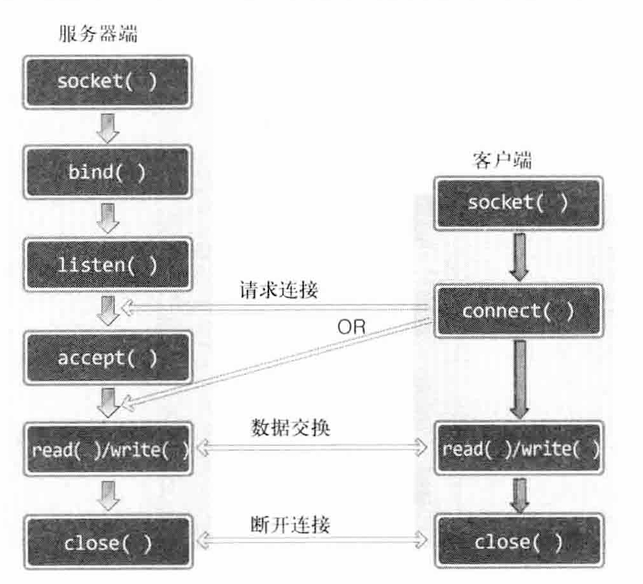 服务器端
socket( )
bind( )
listen( )
accept( )
read( )/write( )
close( )
请求连接
OR
数据交换
断开连接
客户端
socket( )
connect( )
read( )/write( )
close( )